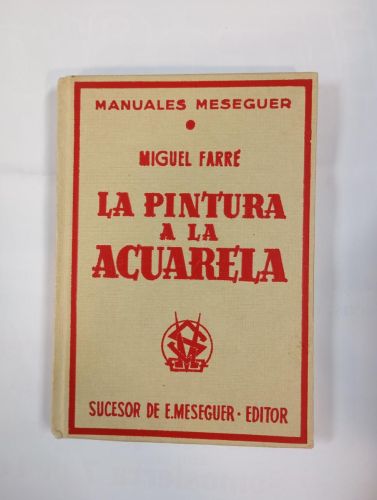 MANUALES MESEGUER
MIGUEL FARRÉ
LA PINTURA
A LA
ACUARELA
SUCESOR DE E. MESEGUER · EDITOR